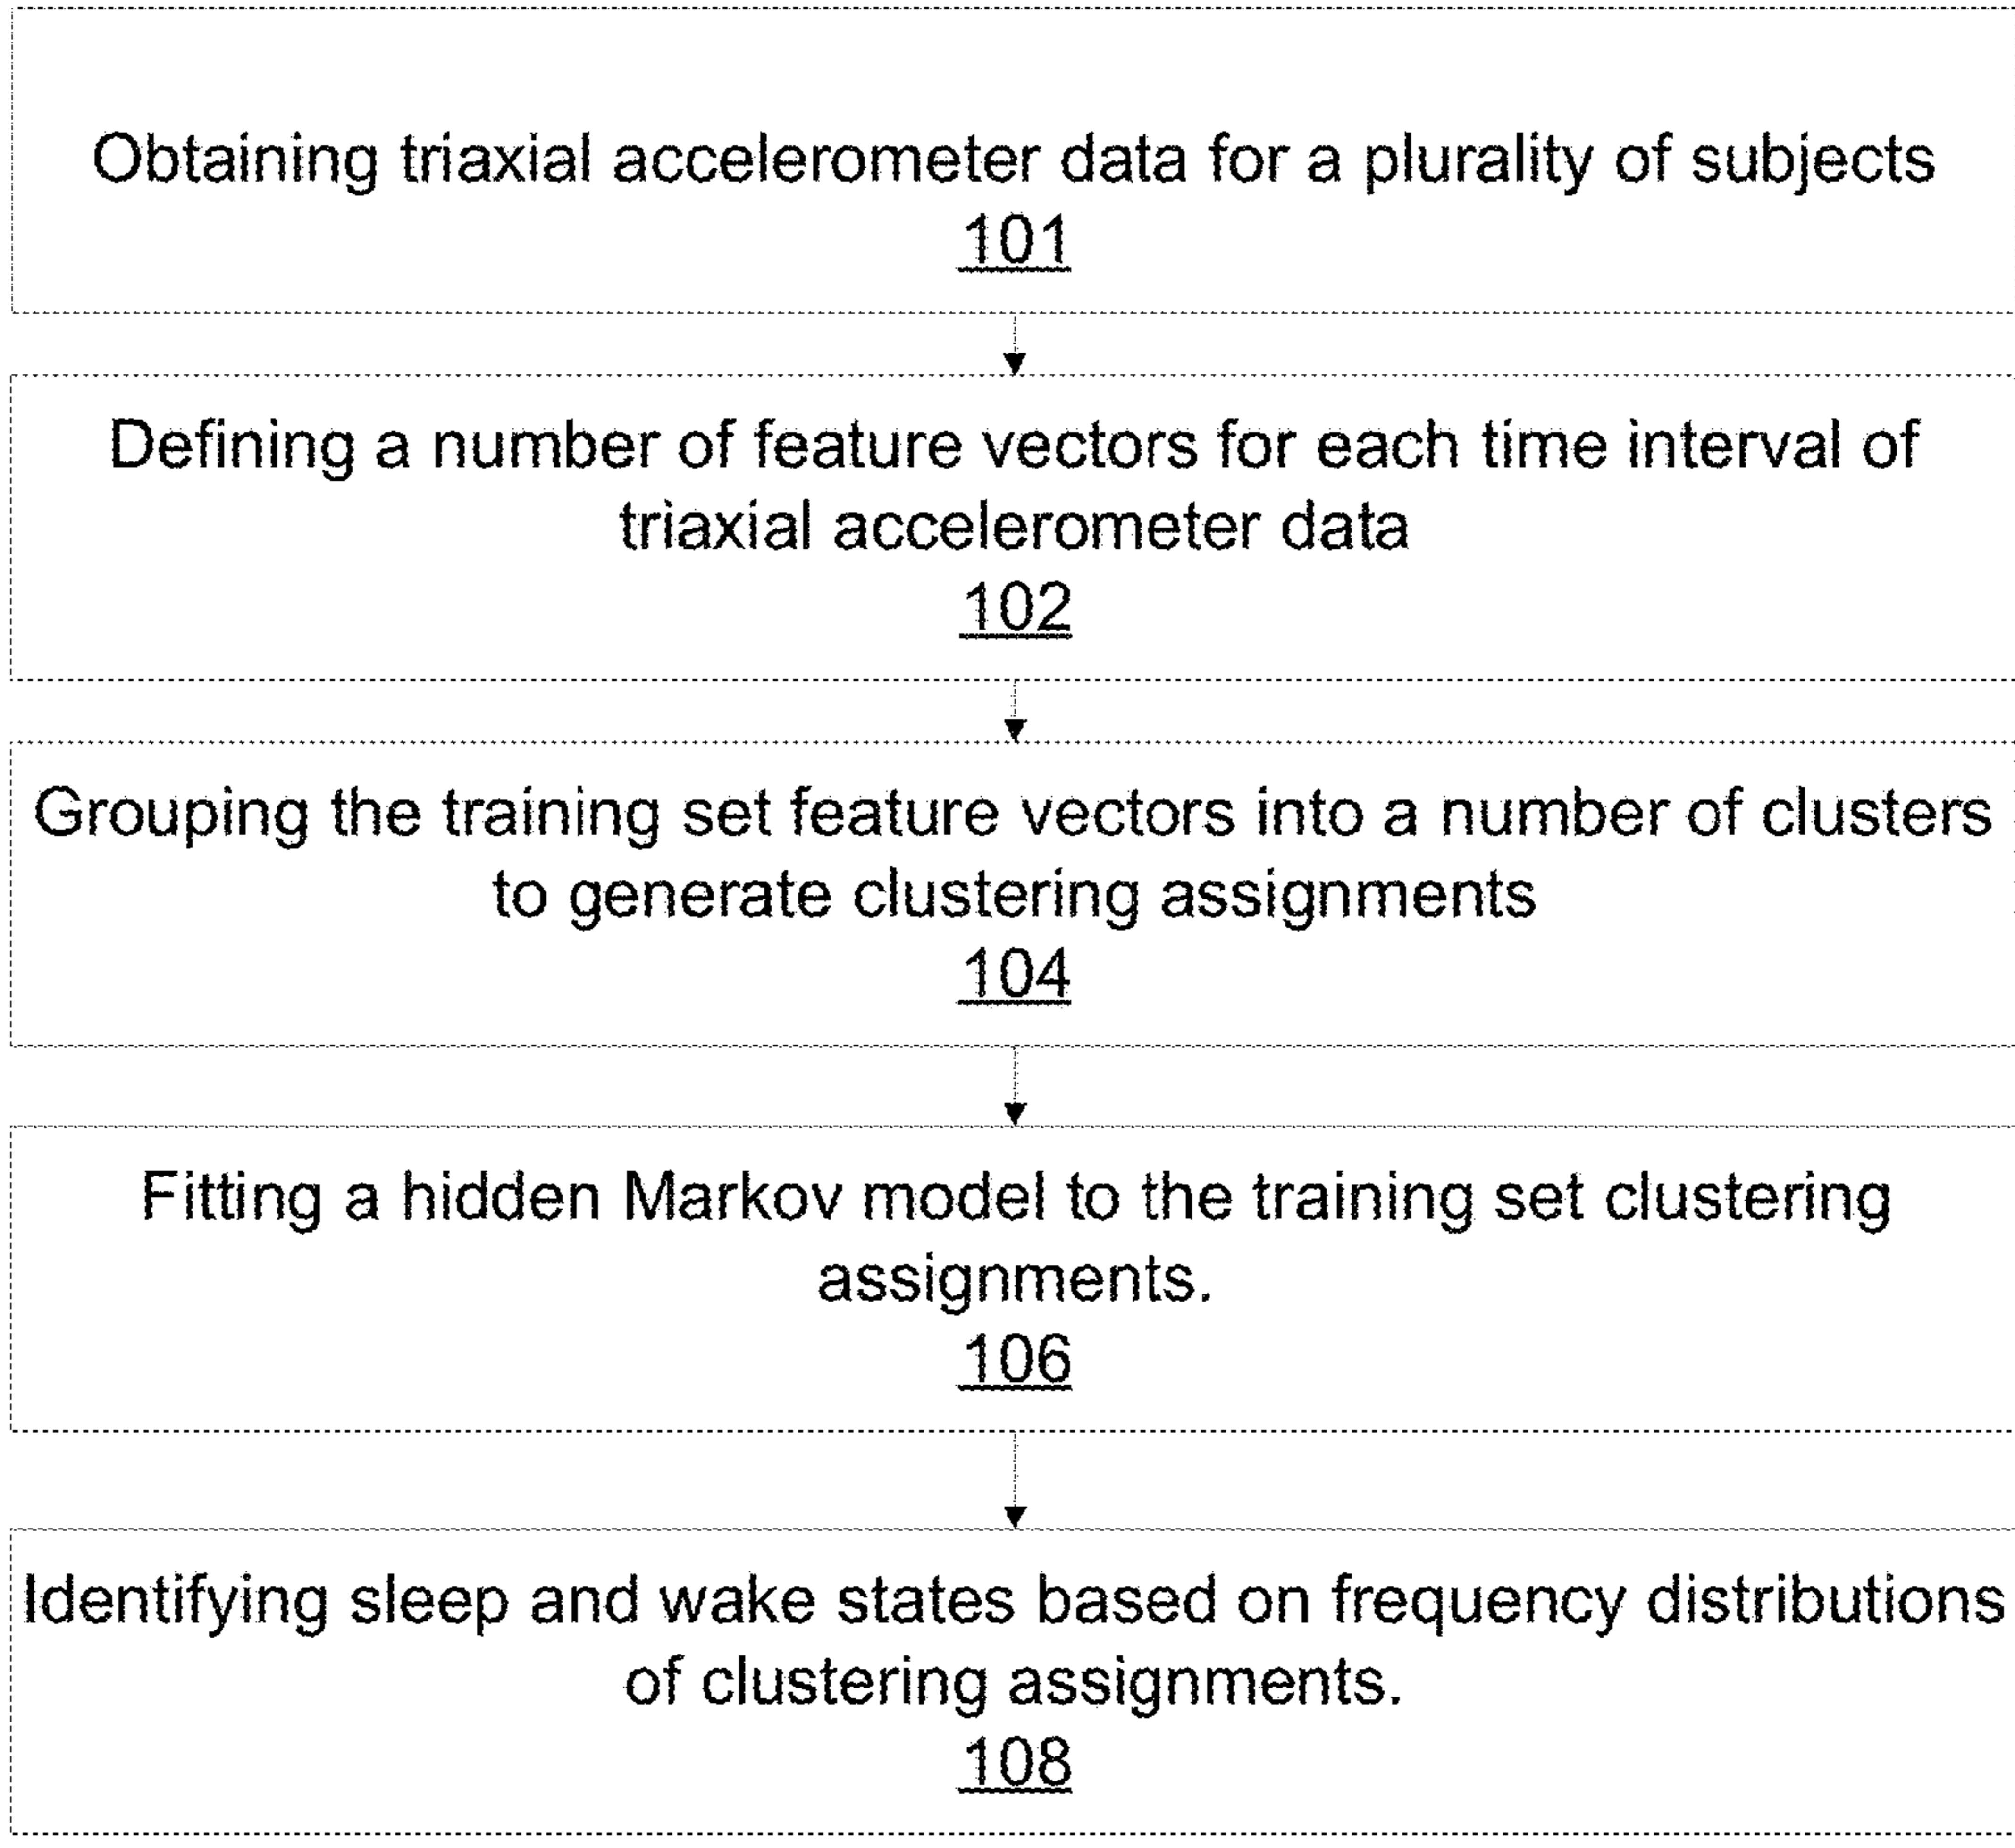 Obtaining triaxial accelerometer data for a plurality of subjects
101
Defining a number of feature vectors for each time interval of
triaxial accelerometer data
102
Grouping the training set feature vectors into a number of clusters
to generate clustering assignments
104
Fitting a hidden Markov model to the training set clustering
assignments.
106
Identifying sleep and wake states based on frequency distributions
of clustering assignments.
108